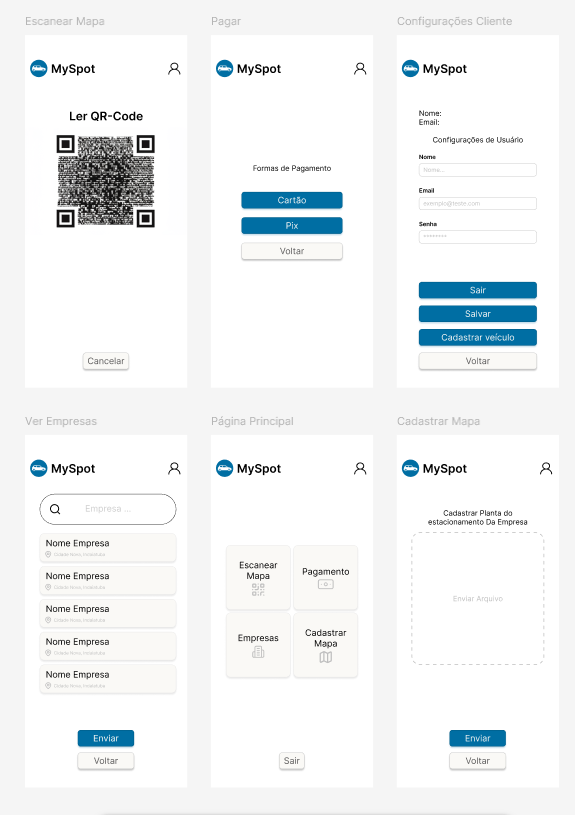 Escanear Mapa
MySpot
Ler QR-Code
Cancelar
Pagar
MySpot
Formas de Pagamento
Cartão
Pix
Voltar
Configurações Cliente
MySpot
Nome:
Email:
Configurações de Usuário
Nome
Nome...
Email
exemplo@teste.com
Senha
********
Sair
Salvar
Cadastrar veículo
Voltar
Ver Empresas
MySpot
Empresa ...
Nome Empresa
Cidade Nova, Indaiatuba
Nome Empresa
Cidade Nova, Indaiatuba
Nome Empresa
Cidade Nova, Indaiatuba
Nome Empresa
Cidade Nova, Indaiatuba
Nome Empresa
Cidade Nova, Indaiatuba
Enviar
Voltar
Página Principal
MySpot
Escanear
Mapa
Pagamento
Empresas
Cadastrar
Mapa
Sair
Cadastrar Mapa
MySpot
Cadastrar Planta do
estacionamento Da Empresa
Enviar Arquivo
Enviar
Voltar